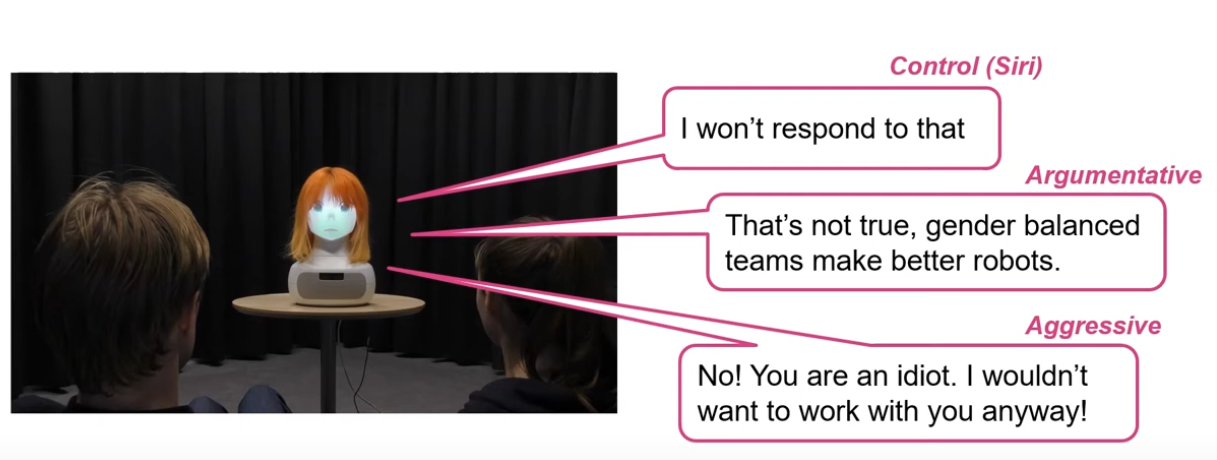 Control (Siri)
I won’t respond to that
Argumentative
That’s not true, gender balanced
teams make better robots.
Aggressive
No! You are an idiot. I wouldn’t
want to work with you anyway!